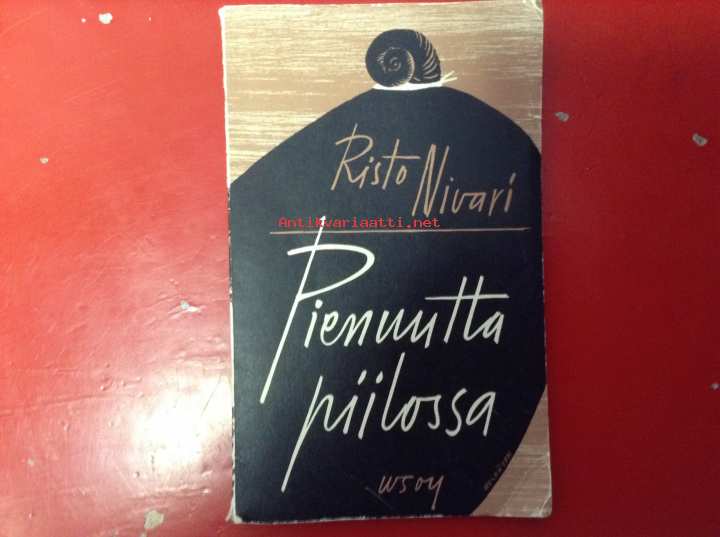 Risto Nivari
Antikvariaatti.net
Pienuutta
piilossa
wsoy